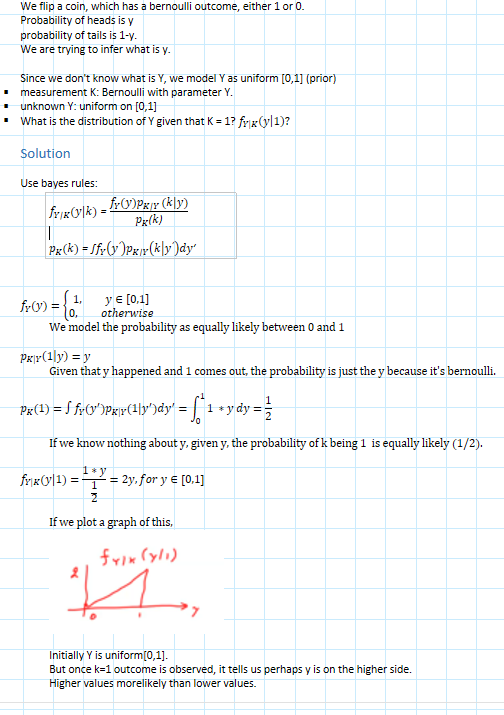 We flip a coin, which has a bernoulli outcome, either 1 or 0.
Probability of heads is y
probability of tails is 1-y.
We are trying to infer what is y.
Since we don't know what is Y, we model Y as uniform [0,1] (prior)
▪ measurement K: Bernoulli with parameter Y.
▪ unknown Y: uniform on [0,1]
▪ What is the distribution of Y given that K = 1? f_{Y|K}(y|1)?
Solution
Use bayes rules:
f_{Y|K}(y|k) = \frac{f_Y(y)p_{K|Y}(k|y)}{p_K(k)}
p_K(k) = ∫f_Y(y′)p_{K|Y}(k|y′)dy′
f_Y(y) = { 1, y ∈ [0,1]
0, otherwise
We model the probability as equally likely between 0 and 1
p_{K|Y}(1|y) = y
Given that y happened and 1 comes out, the probability is just the y because it's bernoulli.
p_K(1) = ∫ f_Y(y′)p_{K|Y}(1|y′)dy′ = ∫_0^1 1 * y dy = \frac{1}{2}
If we know nothing about y, given y, the probability of k being 1 is equally likely (1/2).
f_{Y|K}(y|1) = \frac{1 * y}{\frac{1}{2}} = 2y, for y ∈ [0,1]
If we plot a graph of this,
f_{Y|K}(y|1)
2
0 1 y
Initially Y is uniform[0,1].
But once k=1 outcome is observed, it tells us perhaps y is on the higher side.
Higher values morelikely than lower values.